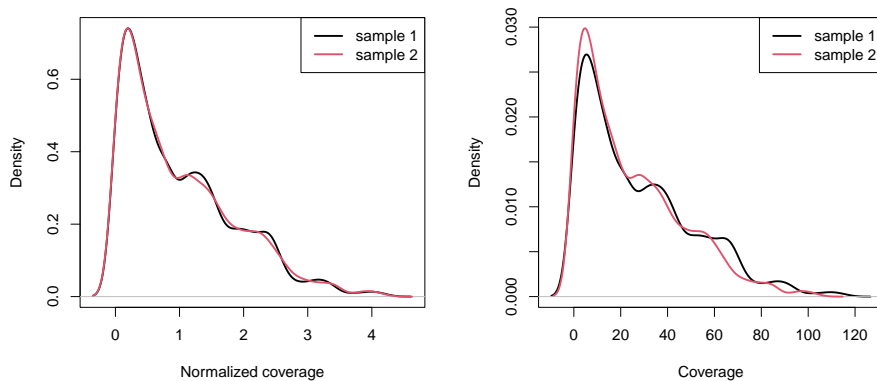 sample 1
sample 2
Density
0.0 0.2 0.4 0.6
0 1 2 3 4
Normalized coverage
sample 1
sample 2
Density
0.000 0.010 0.020 0.030
0 20 40 60 80 100 120
Coverage